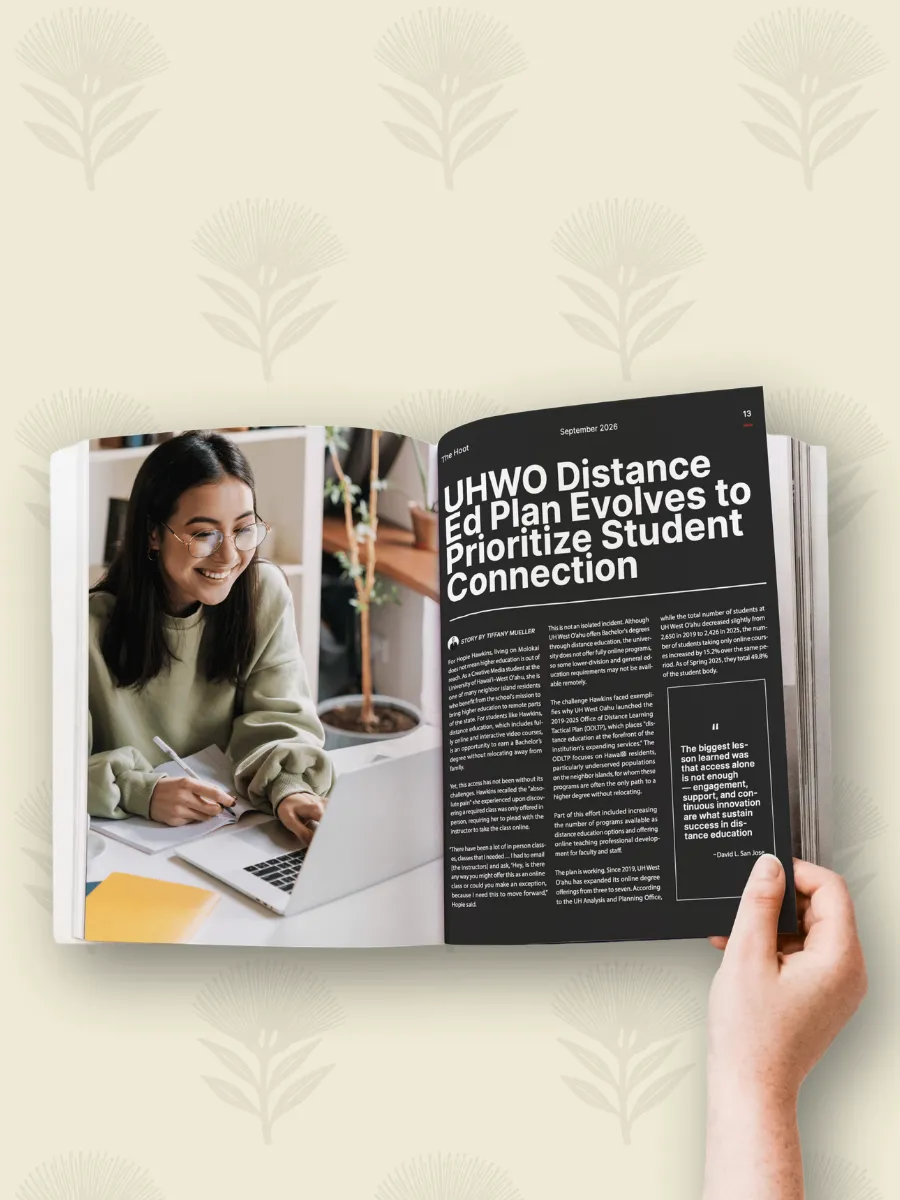 The Hoot
September 2026
13
UHWO Distance
Ed Plan Evolves to
Prioritize Student
Connection
STORY BY TIFFANY MUELLER
For Hopie Hawkins, living on Molokai
does not mean higher education is out of
reach. As a Creative Media student at the
University of Hawai'i–West O'ahu, she is
one of many neighbor island residents
who benefit from the school's mission to
bring higher education to remote parts
of the state. For students like Hawkins,
distance education, which includes ful-
ly online and interactive video courses,
is an opportunity to earn a Bachelor's
degree without relocating away from
family.
Yet, this access has not been without its
challenges. Hawkins recalled the "abso-
lute pain" she experienced upon discov-
ering a required class was only offered in
person, requiring her to plead with the
instructor to take the class online.
"There have been a lot of in person class-
es, classes that I needed... I had to email
[the instructors] and ask, 'Hey, is there
any way you might offer this as an online
class or could you make an exception,
because I need this to move forward,'"
Hopie said.
This is not an isolated incident. Although
UH West O'ahu offers Bachelor's degrees
through distance education, the univer-
sity does not offer fully online programs,
so some lower-division and general ed-
ucation requirements may not be avail-
able remotely.
The challenge Hawkins faced exempli-
fies why UH West Oahu launched the
2019-2025 Office of Distance Learning
Tactical Plan (ODLTP), which places "dis-
tance education at the forefront of the
institution's expanding services." The
ODLTP focuses on residents,
particularly underserved populations
on the neighbor islands, for whom these
programs are often the only path to a
higher degree without relocating.
Part of this effort included increasing
the number of programs available as
distance education options and offering
online teaching professional develop-
ment for faculty and staff.
The plan is working. Since 2019, UH West
O'ahu has expanded its online degree
offerings from three to seven. According
to the UH Analysis and Planning Office,
while the total number of students at
UH West O'ahu decreased slightly from
2,650 in 2019 to 2,426 in 2025, the num-
ber of students taking only online cours-
es increased by 15.2% over the same pe-
riod. As of Spring 2025, they total 49.8%
of the student body.
“
The biggest les-
son learned was
that access alone
is not enough
— engagement,
support, and con-
tinuous innovation
are what sustain
success in dis-
tance education
–David L. San Jose